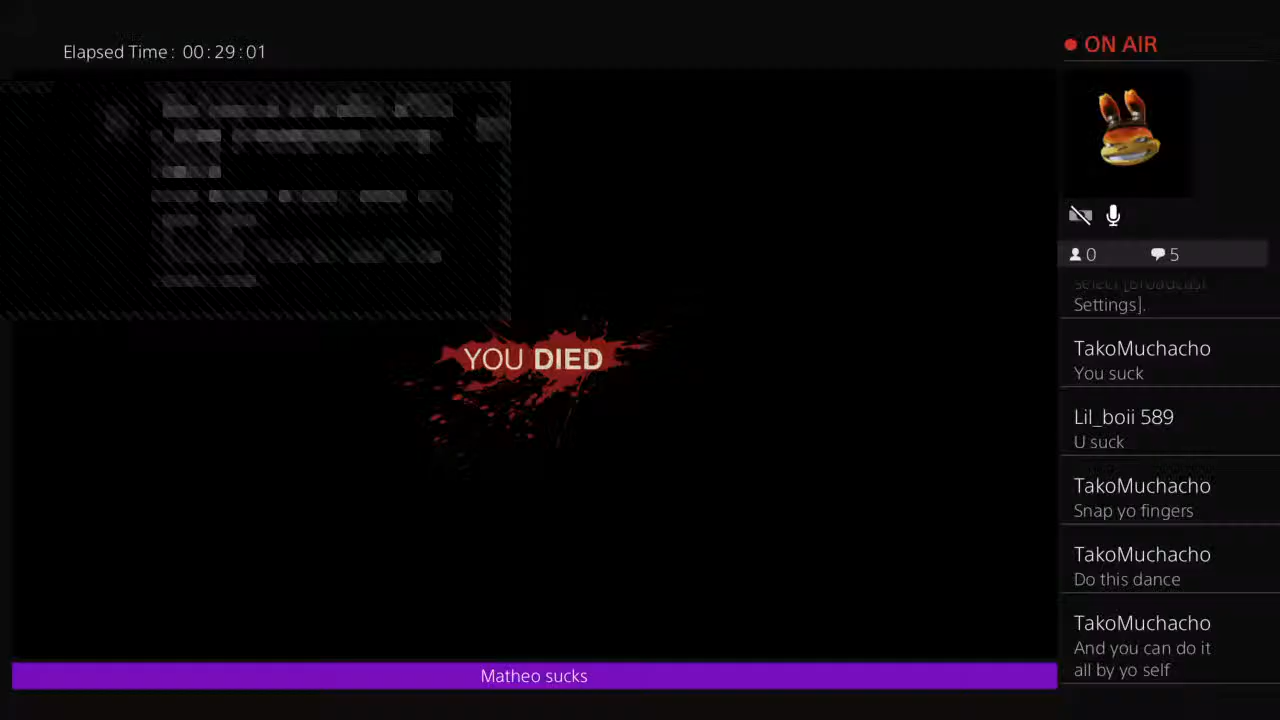 Elapsed Time: 00:29:01
ON AIR
0
5
select [Broadcast
Settings].
TakoMuchacho
You suck
Lil_boii 589
U suck
TakoMuchacho
Snap yo fingers
TakoMuchacho
Do this dance
TakoMuchacho
And you can do it
all by yo self
YOU DIED
Matheo sucks